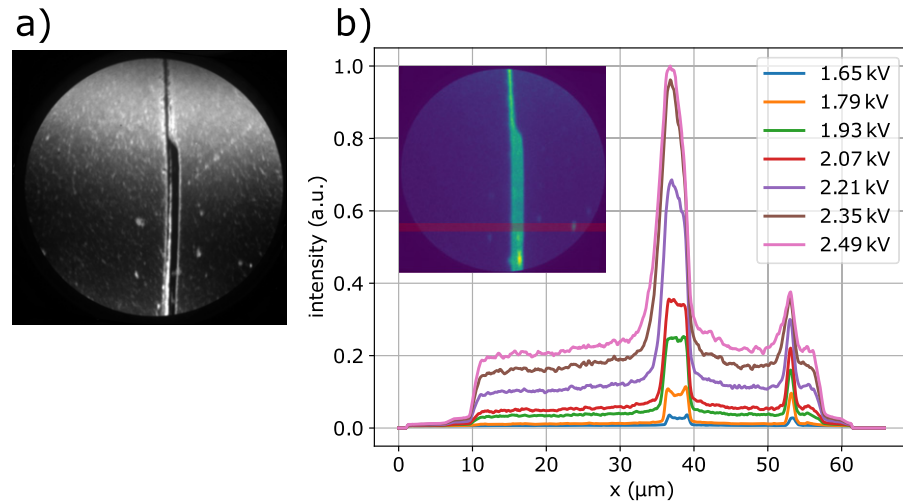 a)
b)
1.0
0.8
0.6
0.4
0.2
0.0
intensity (a.u.)
1.65 kV
1.79 kV
1.93 kV
2.07 kV
2.21 kV
2.35 kV
2.49 kV
0 10 20 30 40 50 60
x (μm)